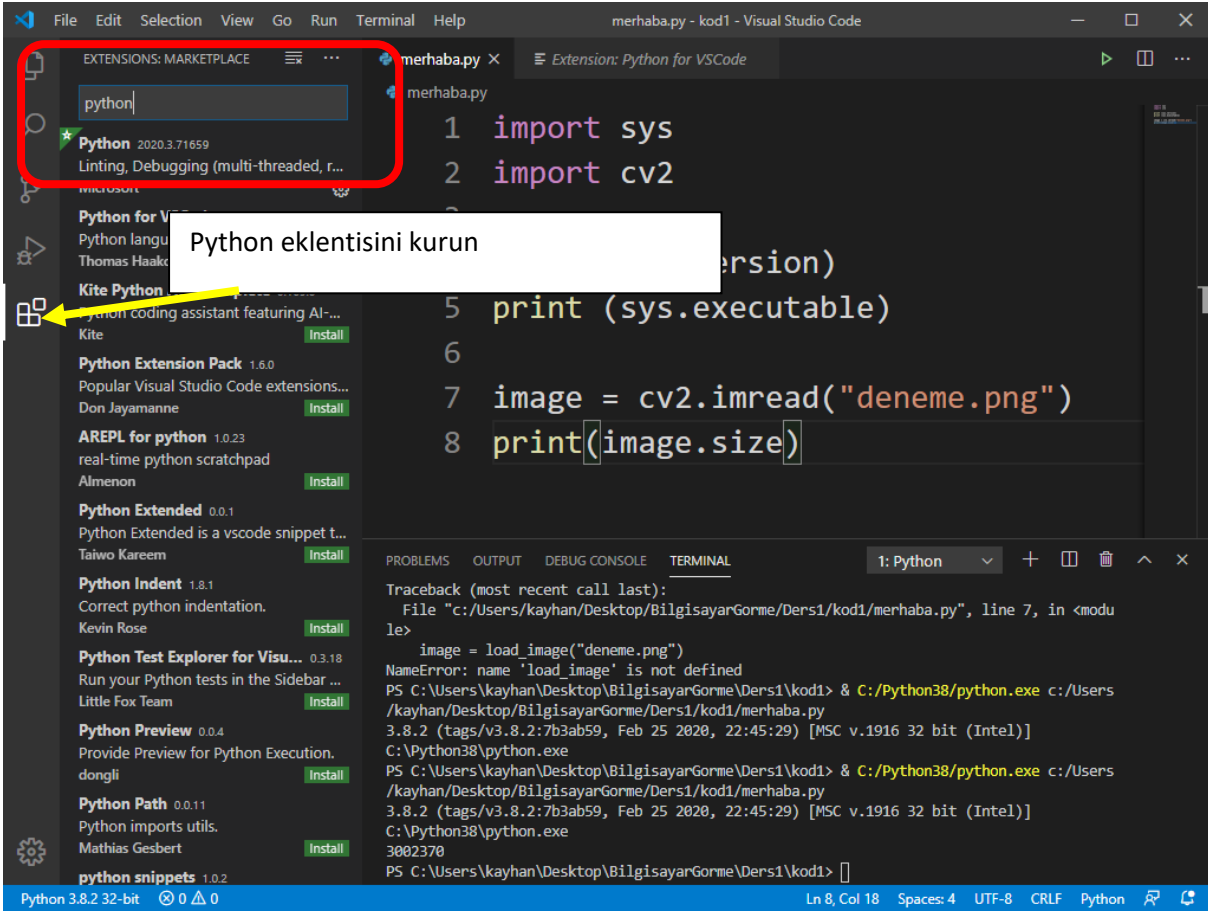 File Edit Selection View Go Run Terminal Help merhaba.py - kod1 - Visual Studio Code
EXTENSIONS: MARKETPLACE
python
Python 2020.3.71659
Linting, Debugging (multi-threaded, r...
Microsoft
Python for
Python langu
Thomas Haak
Kite Python
Python coding assistant featuring AI-...
Kite Install
Python Extension Pack 1.6.0
Popular Visual Studio Code extensions...
Don Jayamanne Install
AREPL for python 1.0.23
real-time python scratchpad
Almenon Install
Python Extended 0.0.1
Python Extended is a vscode snippet t...
Taiwo Kareem Install
Python Indent 1.8.1
Correct python indentation.
Kevin Rose Install
Python Test Explorer for Visu... 0.3.18
Run your Python tests in the Sidebar ...
Little Fox Team Install
Python Preview 0.0.4
Provide Preview for Python Execution.
dongli Install
Python Path 0.0.11
Python imports utils.
Mathias Gesbert Install
python snippets 1.0.2
Python eklentisini kurun
merhaba.py Extension: Python for VSCode
merhaba.py
1 import sys
2 import cv2
ersion)
5 print (sys.executable)
6
7 image = cv2.imread("deneme.png")
8 print(image.size)
PROBLEMS OUTPUT DEBUG CONSOLE TERMINAL 1: Python
Traceback (most recent call last):
File "c:/Users/kayhan/Desktop/BilgisayarGorme/Ders1/kod1/merhaba.py", line 7, in <modu
le>
image = load_image("deneme.png")
NameError: name 'load_image' is not defined
PS C:\Users\kayhan\Desktop\BilgisayarGorme\Ders1\kod1> & C:/Python38/python.exe c:/Users
/kayhan/Desktop/BilgisayarGorme/Ders1/kod1/merhaba.py
3.8.2 (tags/v3.8.2:7b3ab59, Feb 25 2020, 22:45:29) [MSC v.1916 32 bit (Intel)]
C:\Python38\python.exe
PS C:\Users\kayhan\Desktop\BilgisayarGorme\Ders1\kod1> & C:/Python38/python.exe c:/Users
/kayhan/Desktop/BilgisayarGorme/Ders1/kod1/merhaba.py
3.8.2 (tags/v3.8.2:7b3ab59, Feb 25 2020, 22:45:29) [MSC v.1916 32 bit (Intel)]
C:\Python38\python.exe
3002370
PS C:\Users\kayhan\Desktop\BilgisayarGorme\Ders1\kod1>
Python 3.8.2 32-bit 0 0 Ln 8, Col 18 Spaces: 4 UTF-8 CRLF Python